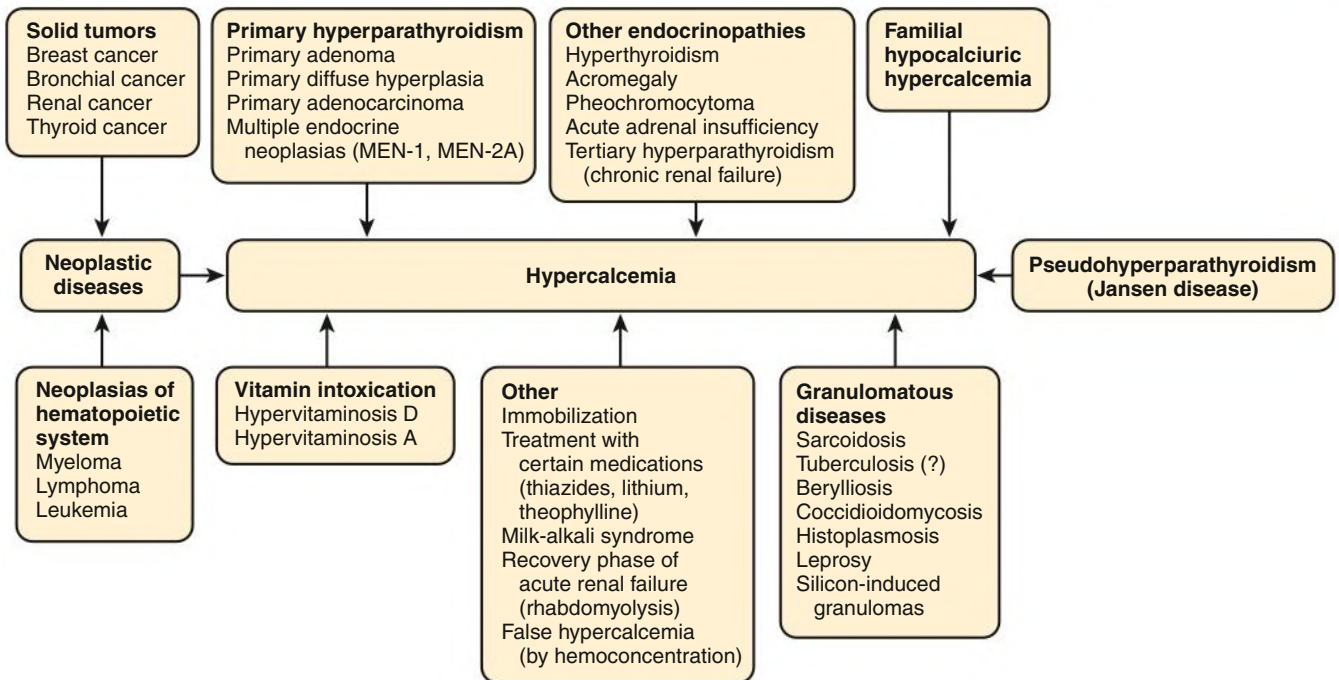 Solid tumors
Breast cancer
Bronchial cancer
Renal cancer
Thyroid cancer
Primary hyperparathyroidism
Primary adenoma
Primary diffuse hyperplasia
Primary adenocarcinoma
Multiple endocrine
neoplasias (MEN-1, MEN-2A)
Other endocrinopathies
Hyperthyroidism
Acromegaly
Pheochromocytoma
Acute adrenal insufficiency
Tertiary hyperparathyroidism
(chronic renal failure)
Familial
hypocalciuric
hypercalcemia
Neoplastic
diseases
Hypercalcemia
Pseudohyperparathyroidism
(Jansen disease)
Neoplasias of
hematopoietic
system
Myeloma
Lymphoma
Leukemia
Vitamin intoxication
Hypervitaminosis D
Hypervitaminosis A
Other
Immobilization
Treatment with
certain medications
(thiazides, lithium,
theophylline)
Milk-alkali syndrome
Recovery phase of
acute renal failure
(rhabdomyolysis)
False hypercalcemia
(by hemoconcentration)
Granulomatous
diseases
Sarcoidosis
Tuberculosis (?)
Berylliosis
Coccidioidomycosis
Histoplasmosis
Leprosy
Silicon-induced
granulomas